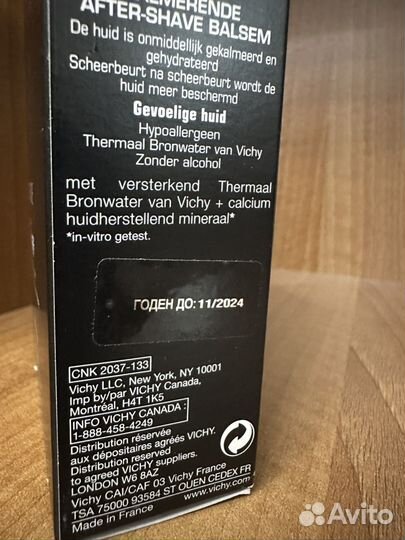 KALMERENDE
AFTER-SHAVE BALSEM
De huid is onmiddellijk gekalmeerd en
gehydrateerd
Scheerbeurt na scheerbeurt wordt de
huid meer beschermd
Gevoelige huid
Hypoallergeen
Thermaal Bronwater van Vichy
Zonder alcohol
met versterkend Thermaal
Bronwater van Vichy + calcium
huidherstellend mineraal*
*in-vitro getest.
ГОДЕН ДО: 11/2024
CNK 2037-133
Vichy LLC, New York, NY, 10001
Imp by/par VICHY Canada,
Montréal, H4T 1K5
INFO VICHY CANADA :
1-888-458-4249
Distribution réservée
aux dépositaires agréés VICHY.
Distribution reserved
to agreed VICHY suppliers.
LONDON W6 8AZ
Vichy CAI/CAF 03 Vichy France
TSA 75000 93584 ST OUEN CEDEX FR
www.vichy.com
Made in France
Avito